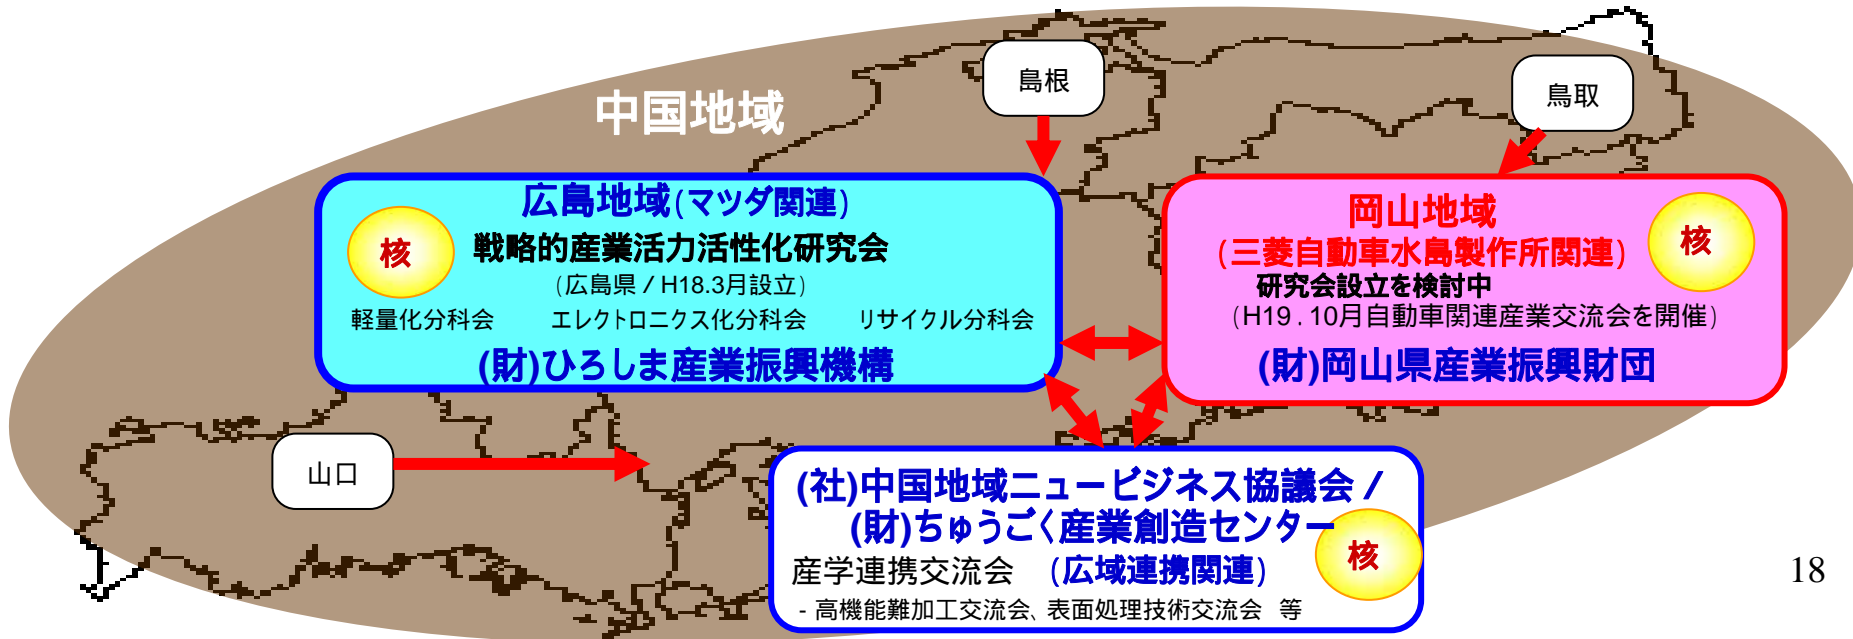 中国地域
島根
鳥取
広島地域(マツダ関連)
核
戦略的産業活力活性化研究会
(広島県/H18.3月設立)
軽量化分科会 エレクトロニクス化分科会 リサイクル分科会
(財)ひろしま産業振興機構
岡山地域
核
(三菱自動車水島製作所関連)
研究会設立を検討中
(H19.10月自動車関連産業交流会を開催)
(財)岡山県産業振興財団
山口
(社)中国地域ニュービジネス協議会/
(財)ちゅうごく産業創造センター
核
産学連携交流会 (広域連携関連)
- 高機能難加工交流会、表面処理技術交流会 等
18